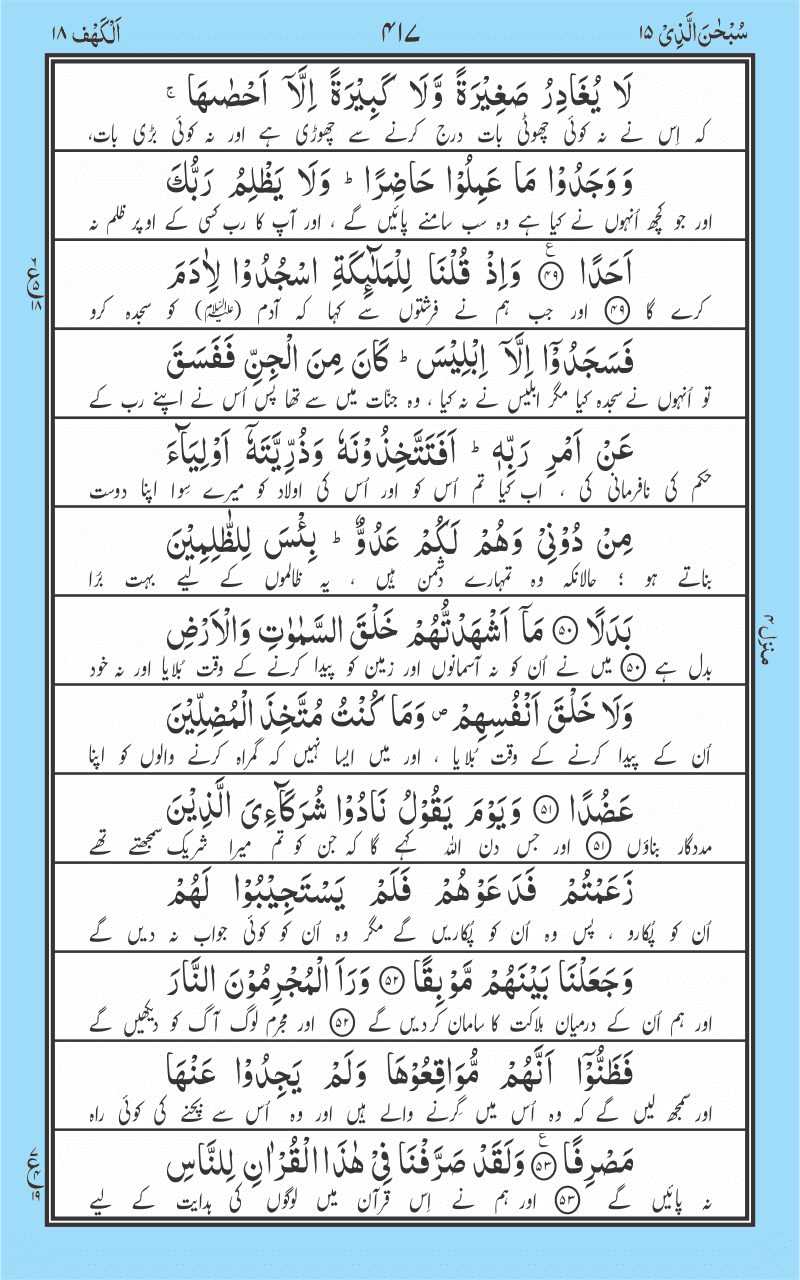 سُبْحٰنَ الَّذِیْ ۱۵
۴۱۷
اَلْكَهْف ۱۸
لَا یُغَادِرُ صَغِیْرَةً وَّلَا كَبِیْرَةً اِلَّاۤ اَحْصٰىهَا ۚ
کہ اِس نے نہ کوئی چھوٹی بات درج کرنے سے چھوڑی ہے اور نہ کوئی بڑی بات،
وَوَجَدُوْا مَا عَمِلُوْا حَاضِرًا ؕ وَلَا یَظْلِمُ رَبُّكَ
اور جو کچھ اُنہوں نے کیا ہے وہ سب سامنے پائیں گے ، اور آپ کا رب کسی کے اوپر ظلم نہ
اَحَدًا ﴿۴۹﴾ع وَاِذْ قُلْنَا لِلْمَلٰٓىِٕكَةِ اسْجُدُوْا لِاٰدَمَ
کرے گا ﴿۴۹﴾ اور جب ہم نے فرشتوں سے کہا کہ آدم (علیہ السلام) کو سجدہ کرو
فَسَجَدُوْۤا اِلَّاۤ اِبْلِیْسَ ؕ كَانَ مِنَ الْجِنِّ فَفَسَقَ
تو اُنہوں نے سجدہ کیا مگر ابلیس نے نہ کیا ، وہ جنّات میں سے تھا پس اُس نے اپنے رب کے
عَنْ اَمْرِ رَبِّهٖ ؕ اَفَتَتَّخِذُوْنَهٗ وَذُرِّیَّتَهٗۤ اَوْلِیَآءَ
حکم کی نافرمانی کی ، اب کیا تم اُس کو اور اُس کی اولاد کو میرے سِوا اپنا دوست
مِنْ دُوْنِیْ وَهُمْ لَكُمْ عَدُوٌّ ؕ بِئْسَ لِلظّٰلِمِیْنَ
بناتے ہو ؛ حالانکہ وہ تمہارے دشمن ہیں ، یہ ظالموں کے لیے بہت بُرا
بَدَلًا ﴿۵۰﴾ مَاۤ اَشْهَدْتُّهُمْ خَلْقَ السَّمٰوٰتِ وَالْاَرْضِ
بدل ہے ﴿۵۰﴾ میں نے اُن کو نہ آسمانوں اور زمین کو پیدا کرنے کے وقت بُلایا اور نہ خود
وَلَا خَلْقَ اَنْفُسِهِمْ ۪ وَمَا كُنْتُ مُتَّخِذَ الْمُضِلِّیْنَ
اُن کے پیدا کرنے کے وقت بُلایا ، اور میں ایسا نہیں کہ گمراہ کرنے والوں کو اپنا
عَضُدًا ﴿۵۱﴾ وَیَوْمَ یَقُوْلُ نَادُوْا شُرَكَآءِیَ الَّذِیْنَ
مددگار بناؤں ﴿۵۱﴾ اور جس دن اللہ کہے گا کہ جن کو تم میرا شریک سمجھتے تھے
زَعَمْتُمْ فَدَعَوْهُمْ فَلَمْ یَسْتَجِیْبُوْا لَهُمْ
اُن کو پُکارو ، پس وہ اُن کو پُکاریں گے مگر وہ اُن کو کوئی جواب نہ دیں گے
وَجَعَلْنَا بَیْنَهُمْ مَّوْبِقًا ﴿۵۲﴾ وَرَاَ الْمُجْرِمُوْنَ النَّارَ
اور ہم اُن کے درمیان ہلاکت کا سامان کر دیں گے ﴿۵۲﴾ اور مجرم لوگ آگ کو دیکھیں گے
فَظَنُّوْۤا اَنَّهُمْ مُّوَاقِعُوْهَا وَلَمْ یَجِدُوْا عَنْهَا
اور سمجھ لیں گے کہ وہ اُس میں گِرنے والے ہیں اور وہ اُس سے بچنے کی کوئی راہ
مَصْرِفًا ﴿۵۳﴾ع وَلَقَدْ صَرَّفْنَا فِیْ هٰذَا الْقُرْاٰنِ لِلنَّاسِ
نہ پائیں گے ﴿۵۳﴾ اور ہم نے اِس قرآن میں لوگوں کی ہدایت کے لیے
منزل ۴